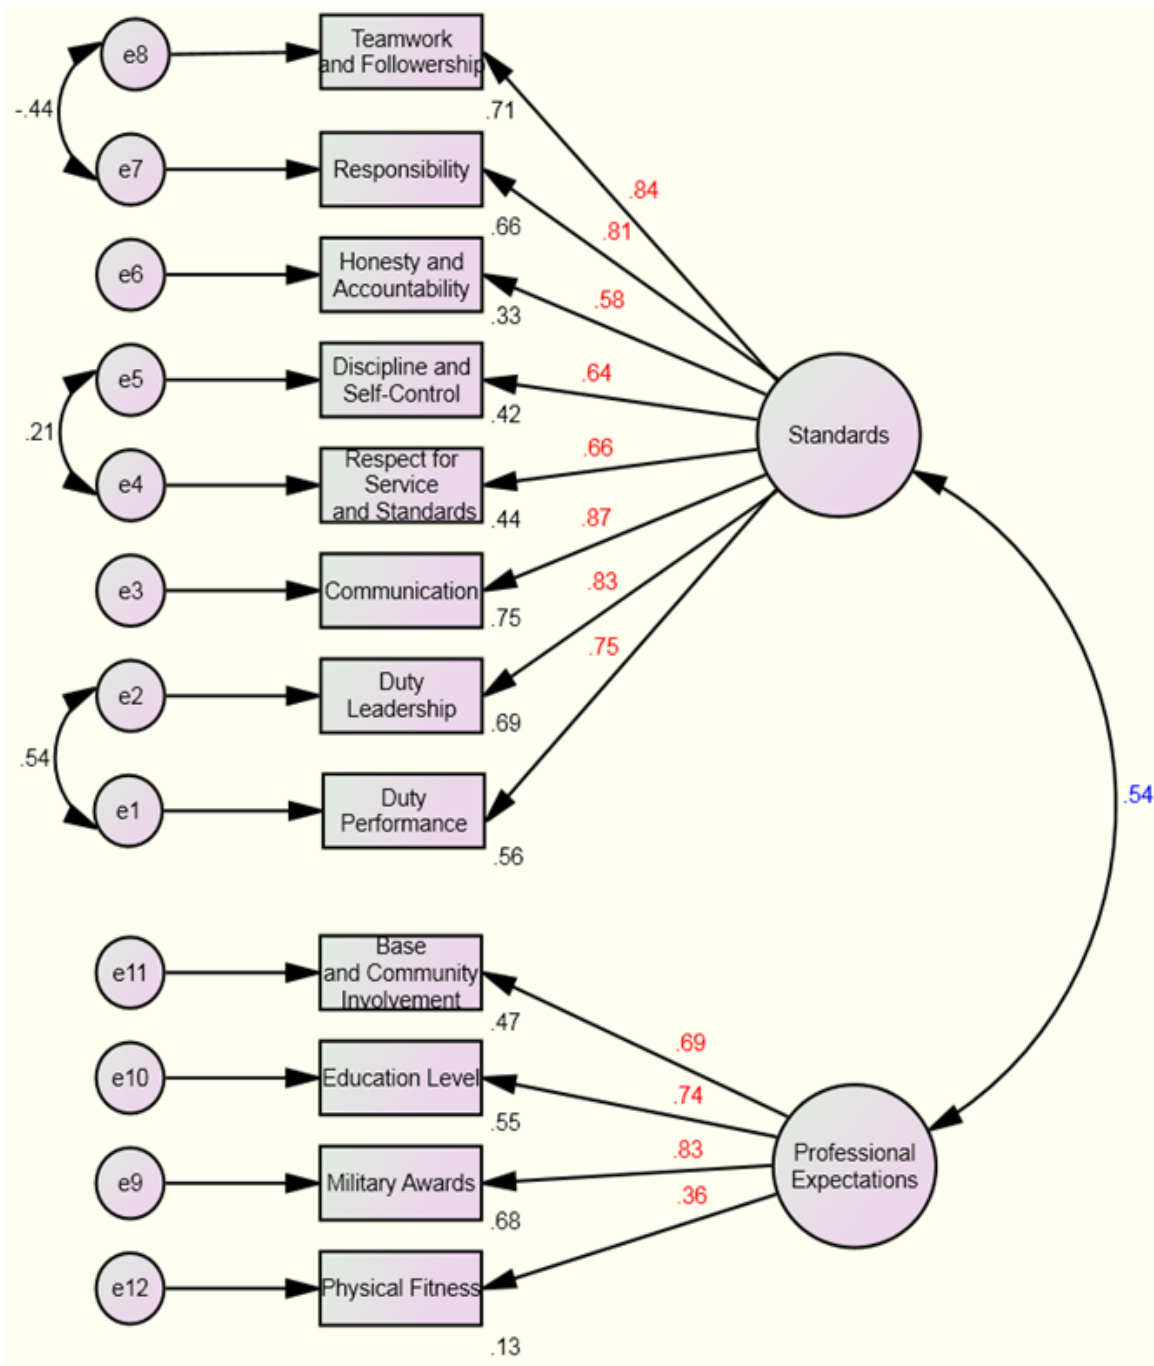 e8
Teamwork
and Followership
-.44
.71
e7
Responsibility
.84
.66
.81
e6
Honesty and
Accountability
.58
.33
e5
Discipline and
Self-Control
.64
.42
.21
Standards
e4
Respect for
Service
and Standards
.66
.44
.87
e3
Communication
.83
.75
.75
e2
Duty
Leadership
.69
.54
e1
Duty
Performance
.54
.56
e11
Base
and Community
Involvement
.47
.69
e10
Education Level
.74
.55
e9
Military Awards
.83
Professional
Expectations
.36
.68
e12
Physical Fitness
.13